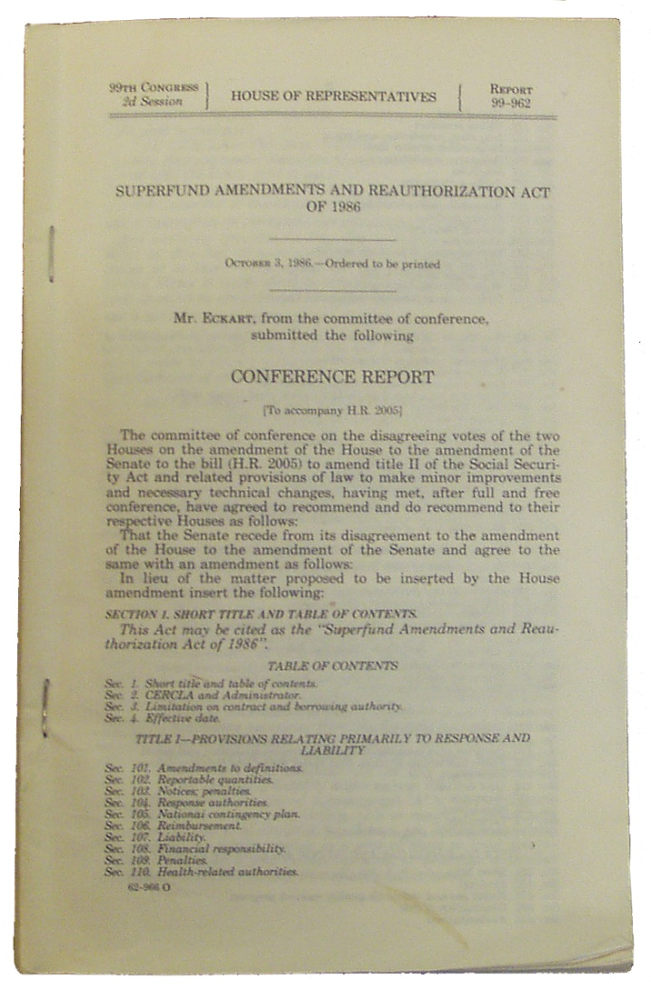 99TH CONGRESS
2d Session
HOUSE OF REPRESENTATIVES
REPORT
99-962
SUPERFUND AMENDMENTS AND REAUTHORIZATION ACT
OF 1986
OCTOBER 3, 1986.—Ordered to be printed
Mr. ECKART, from the committee of conference,
submitted the following
CONFERENCE REPORT
[To accompany H.R. 2005]
The committee of conference on the disagreeing votes of the two
Houses on the amendment of the House to the amendment of the
Senate to the bill (H.R. 2005) to amend title II of the Social Securi-
ty Act and related provisions of law to make minor improvements
and necessary technical changes, having met, after full and free
conference, have agreed to recommend and do recommend to their
respective Houses as follows:
That the Senate recede from its disagreement to the amendment
of the House to the amendment of the Senate and agree to the
same with an amendment as follows:
In lieu of the matter proposed to be inserted by the House
amendment insert the following:
SECTION 1. SHORT TITLE AND TABLE OF CONTENTS.
This Act may be cited as the "Superfund Amendments and Reau-
thorization Act of 1986".
TABLE OF CONTENTS
Sec. 1. Short title and table of contents.
Sec. 2. CERCLA and Administrator.
Sec. 3. Limitation on contract and borrowing authority.
Sec. 4. Effective date.
TITLE I—PROVISIONS RELATING PRIMARILY TO RESPONSE AND
LIABILITY
Sec. 101. Amendments to definitions.
Sec. 102. Reportable quantities.
Sec. 103. Notices; penalties.
Sec. 104. Response authorities.
Sec. 105. National contingency plan.
Sec. 106. Reimbursement.
Sec. 107. Liability.
Sec. 108. Financial responsibility.
Sec. 109. Penalties.
Sec. 110. Health-related authorities.
62-966 O